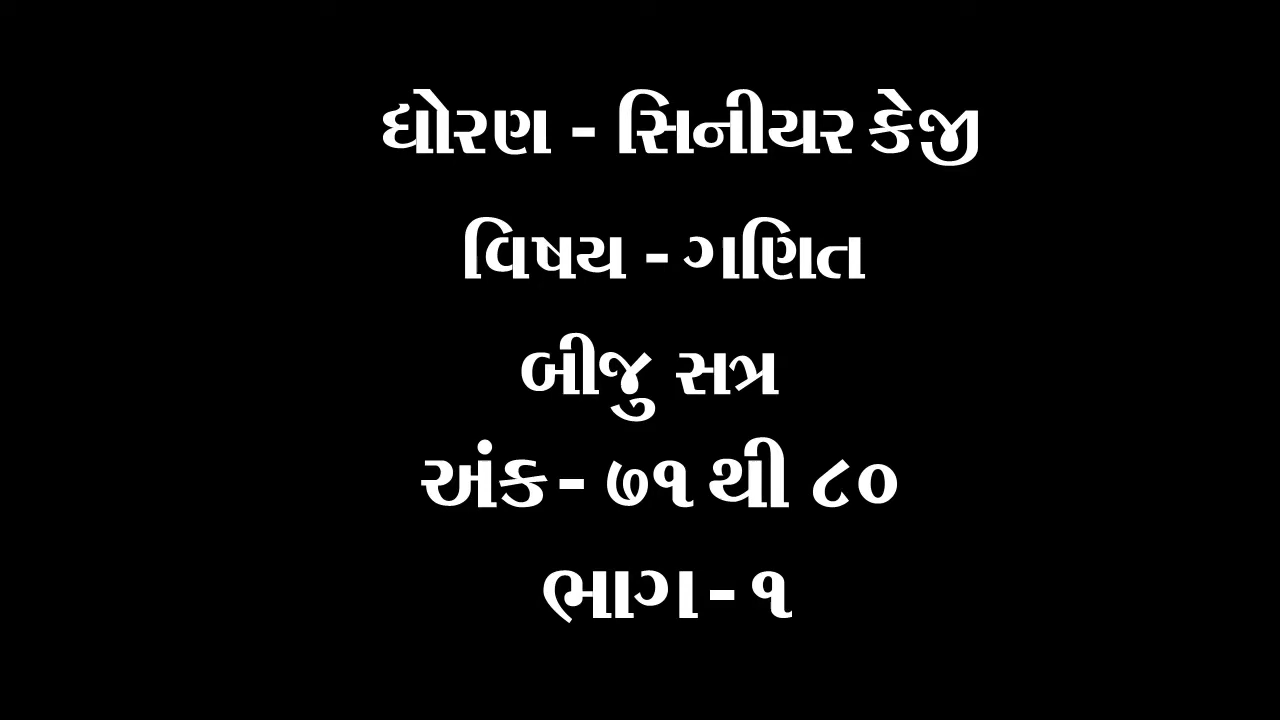 ધોરણ - સિનીયર કેજી
વિષય - ગણિત
બીજુ સત્ર
અંક - ૭૧ થી ૮૦
ભાગ - ૧